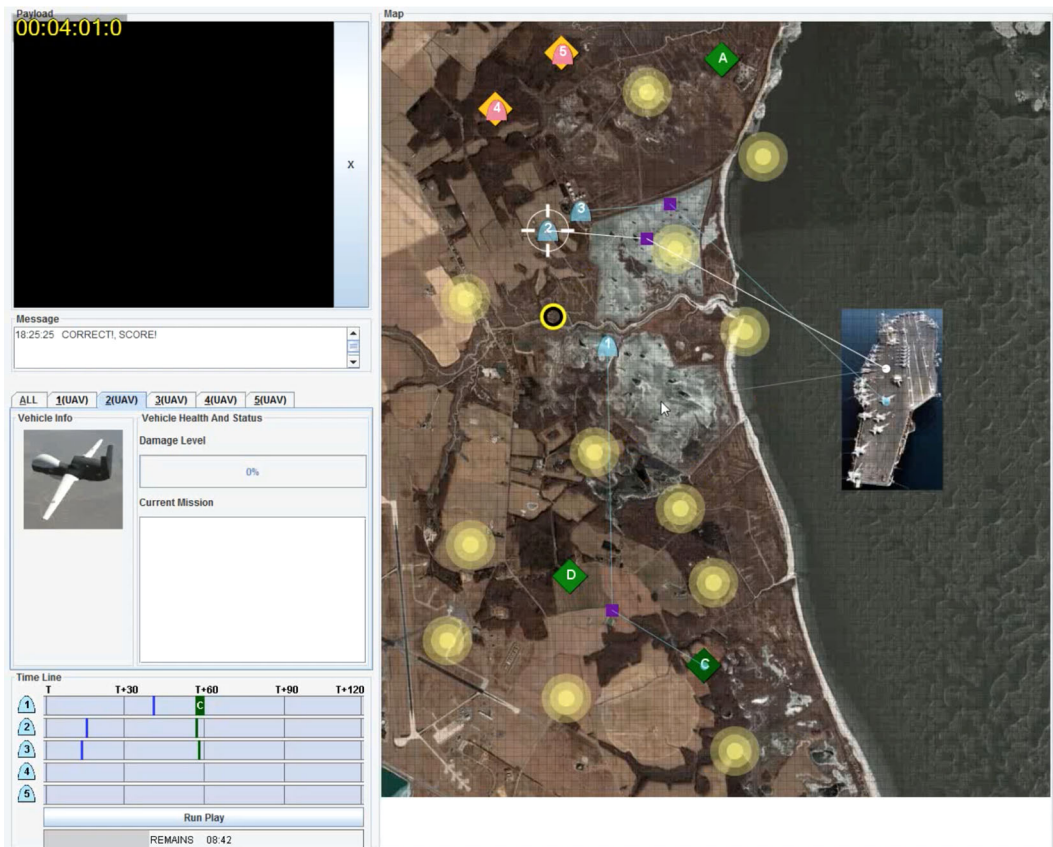 Payload
00:04:01:0
X
Message
18:25:25 CORRECT!, SCORE!
ALL 1(UAV) 2(UAV) 3(UAV) 4(UAV) 5(UAV)
Vehicle Info
Vehicle Health And Status
Damage Level
0%
Current Mission
Time Line
T T+30 T+60 T+90 T+120
1 C
2
3
4
5
Run Play
REMAINS 08:42
Map
5
A
4
3
2
1
D
C